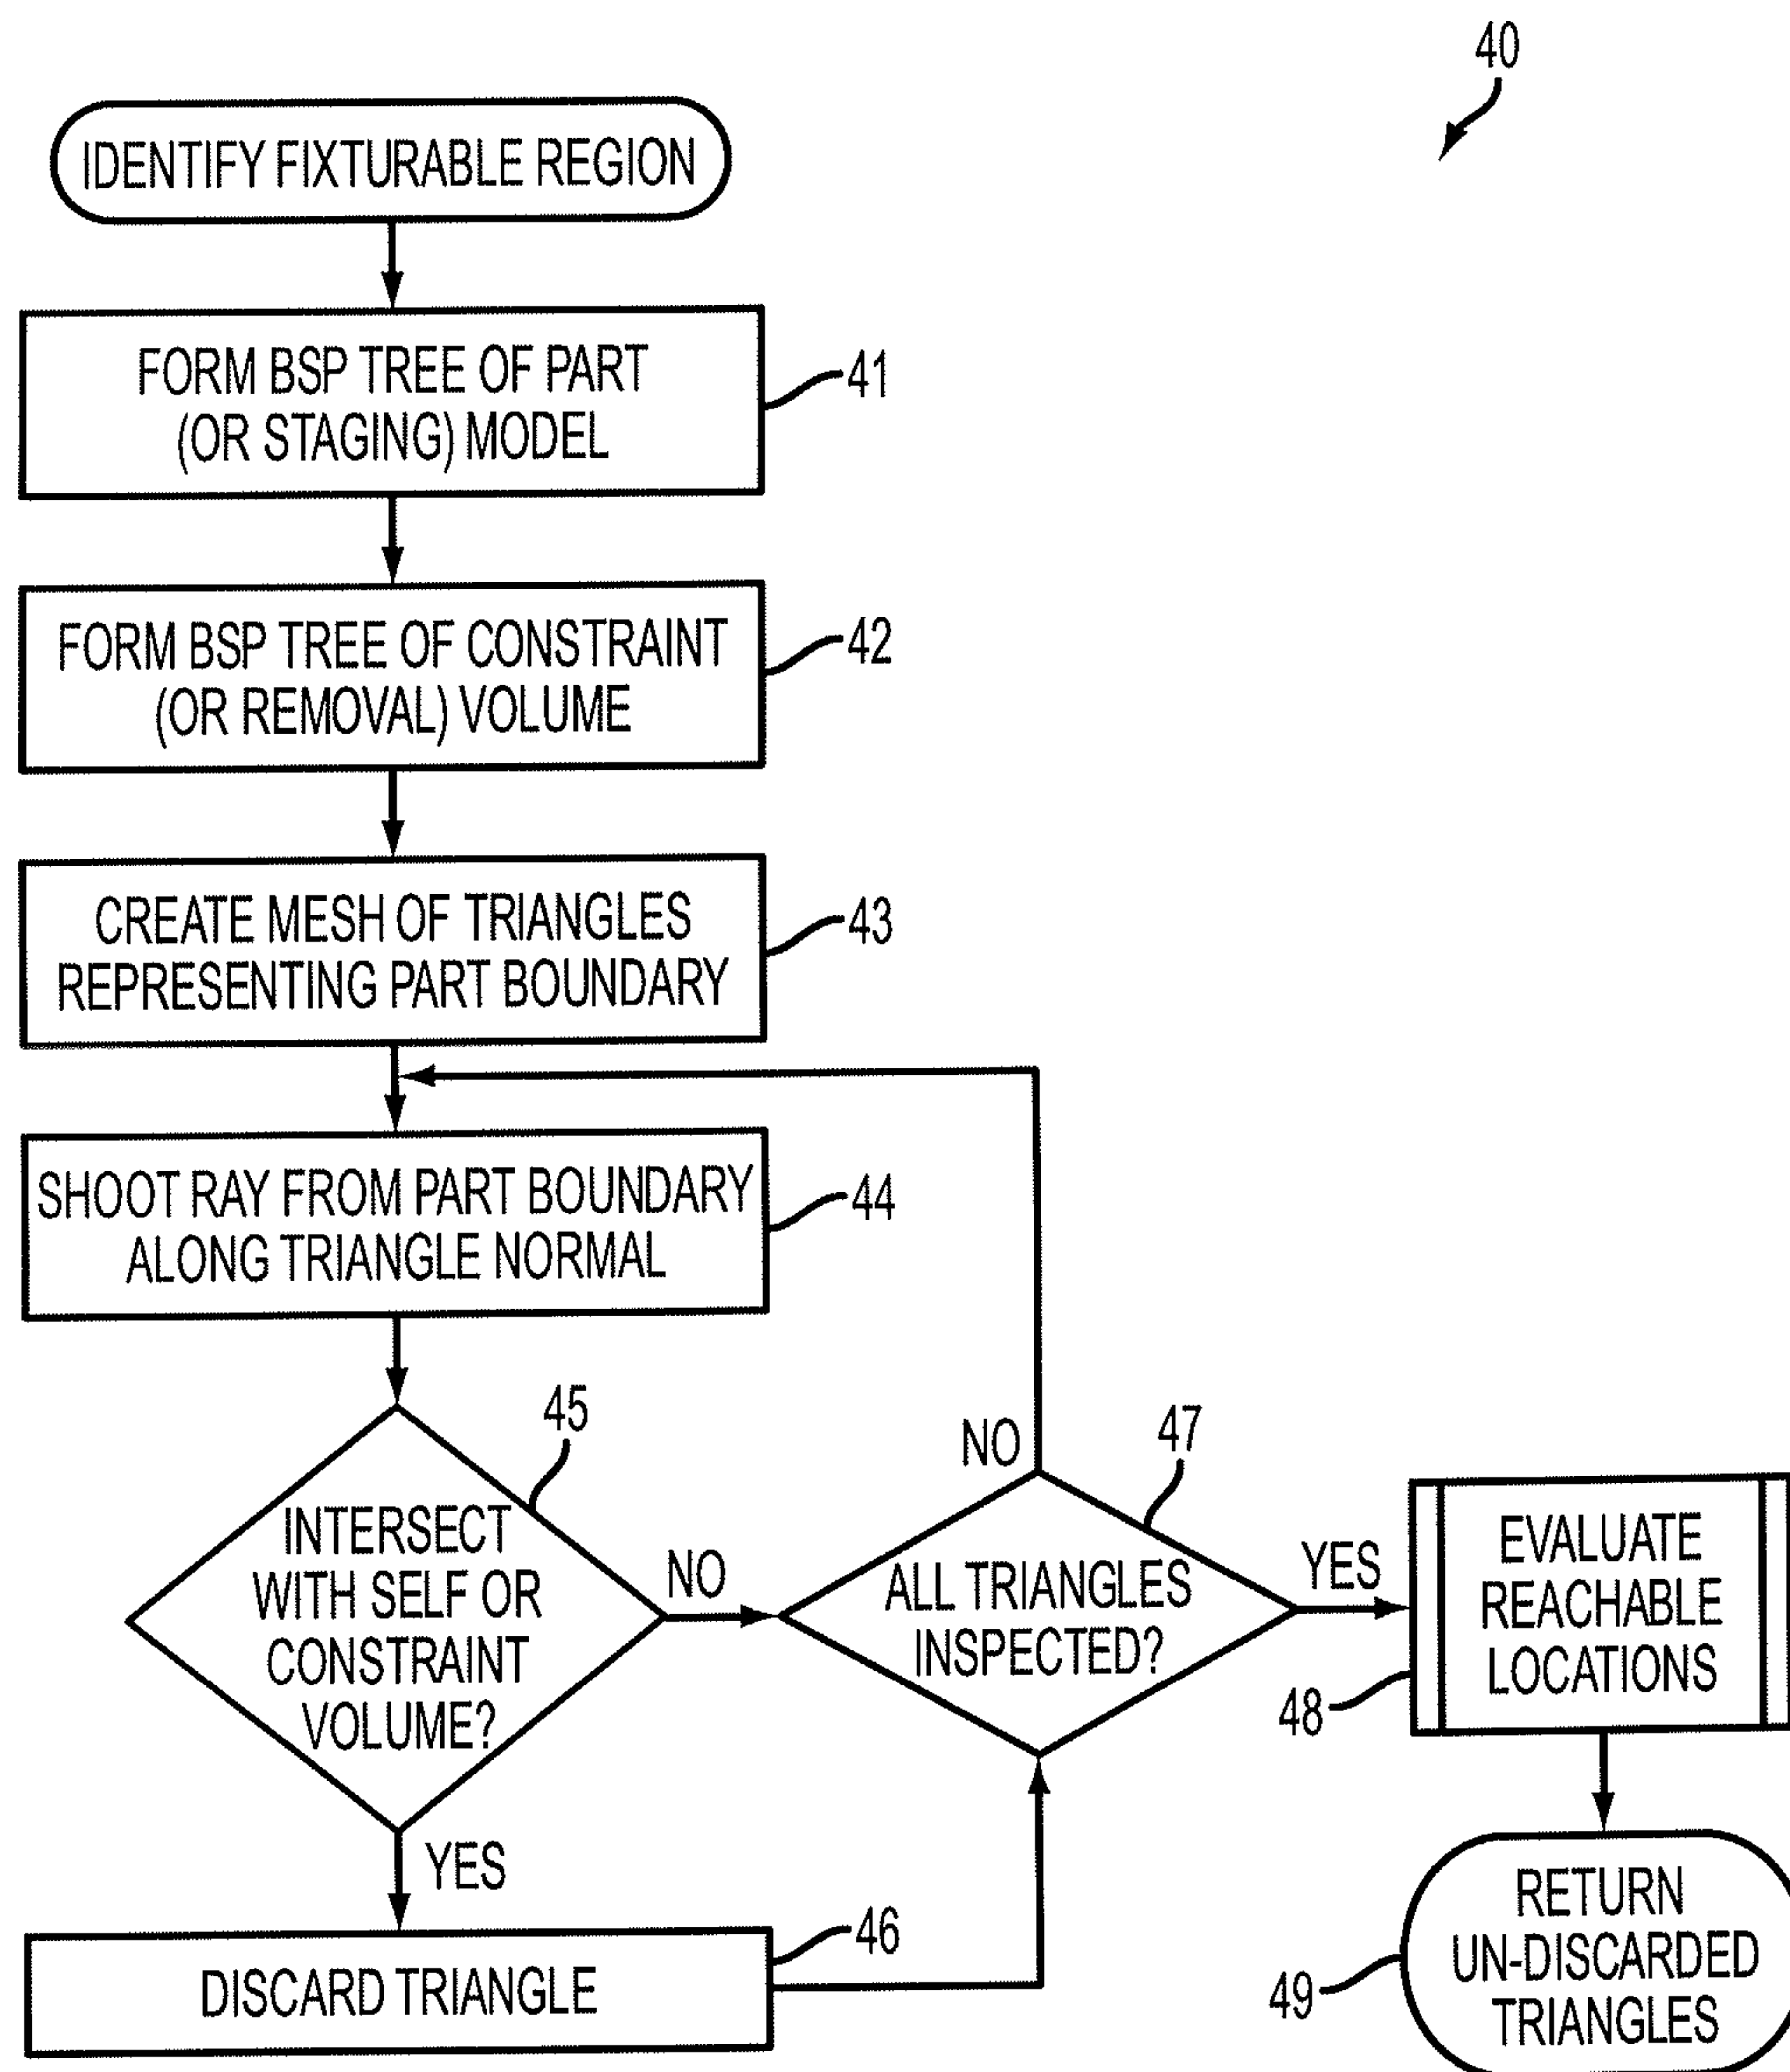 40
IDENTIFY FIXTURABLE REGION
FORM BSP TREE OF PART
(OR STAGING) MODEL
41
FORM BSP TREE OF CONSTRAINT
(OR REMOVAL) VOLUME
42
CREATE MESH OF TRIANGLES
REPRESENTING PART BOUNDARY
43
SHOOT RAY FROM PART BOUNDARY
ALONG TRIANGLE NORMAL
44
INTERSECT
WITH SELF OR
CONSTRAINT
VOLUME?
45
NO
YES
DISCARD TRIANGLE
46
ALL TRIANGLES
INSPECTED?
47
NO
YES
EVALUATE
REACHABLE
LOCATIONS
48
RETURN
UN-DISCARDED
TRIANGLES
49